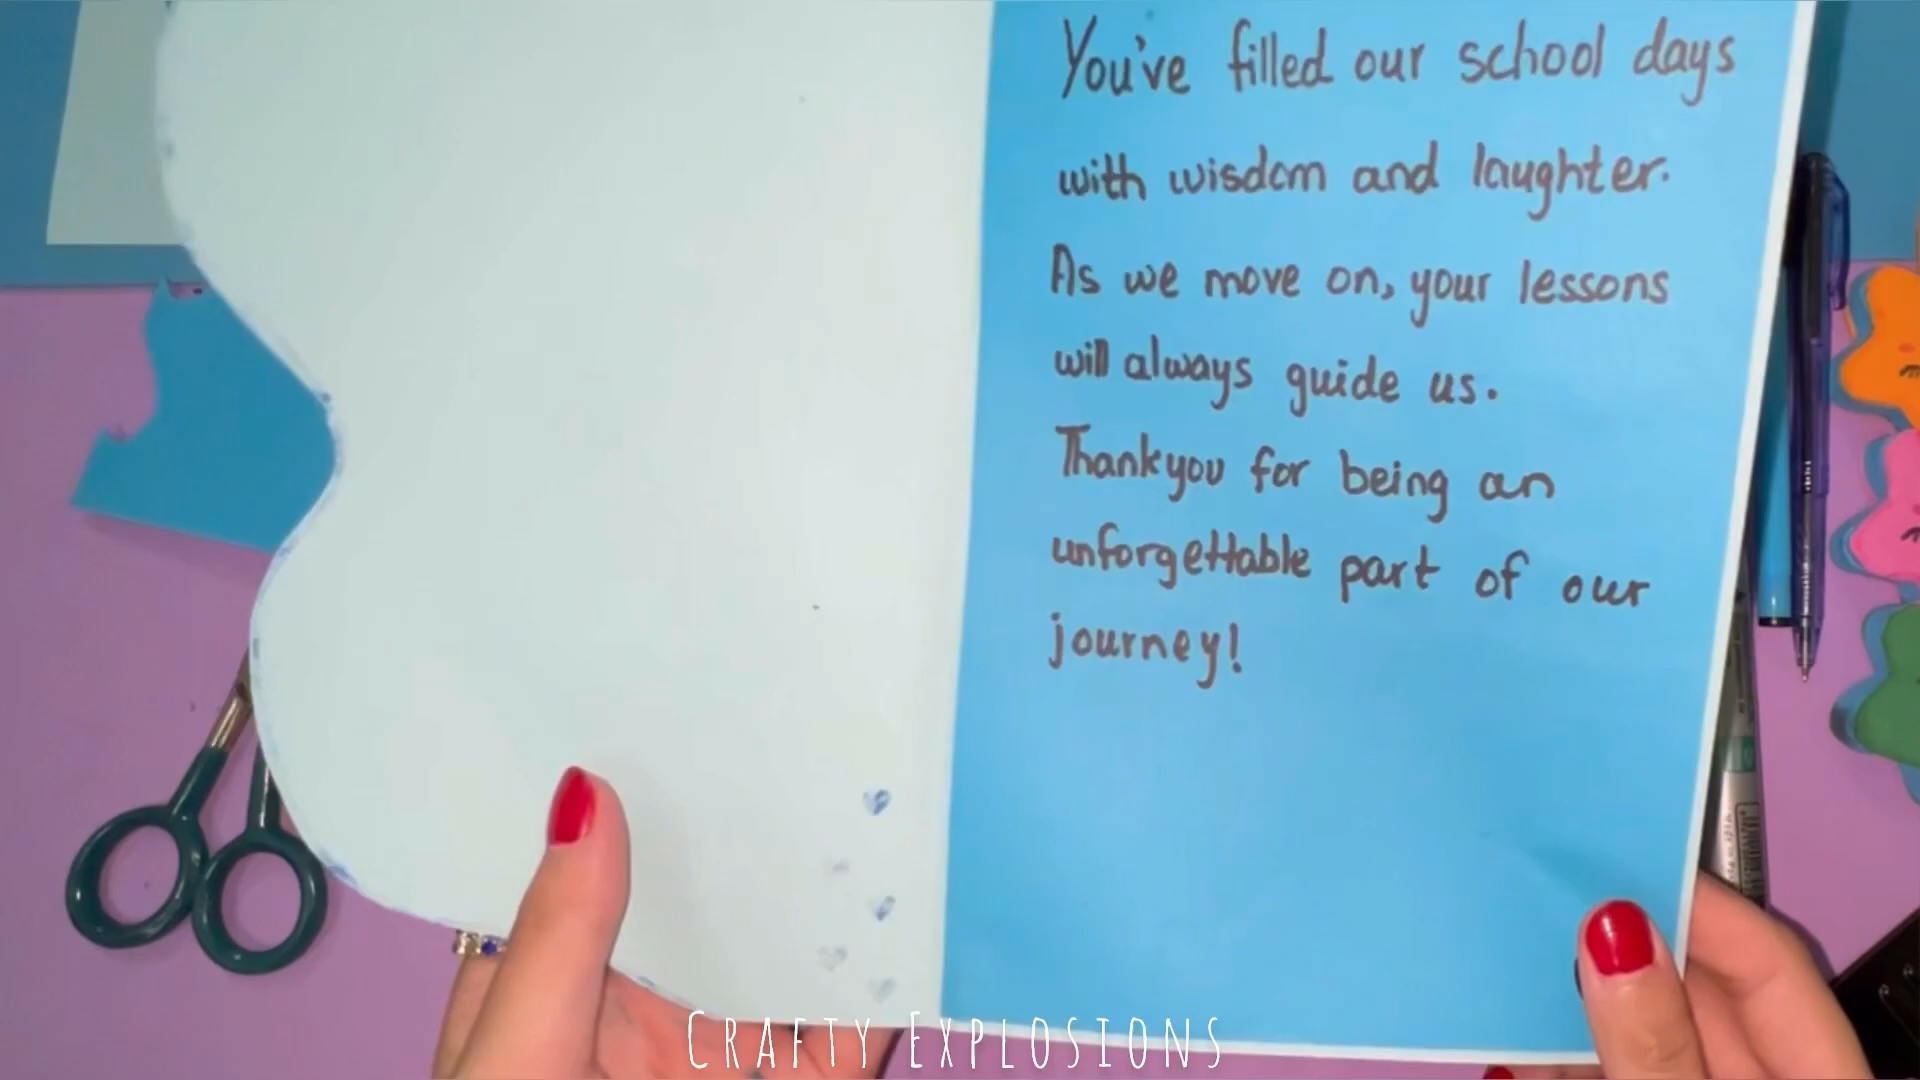 You've filled our school days
with wisdom and laughter.
As we move on, your lessons
will always guide us.
Thankyou for being an
unforgettable part of our
journey!
CRAFTY EXPLOSIONS